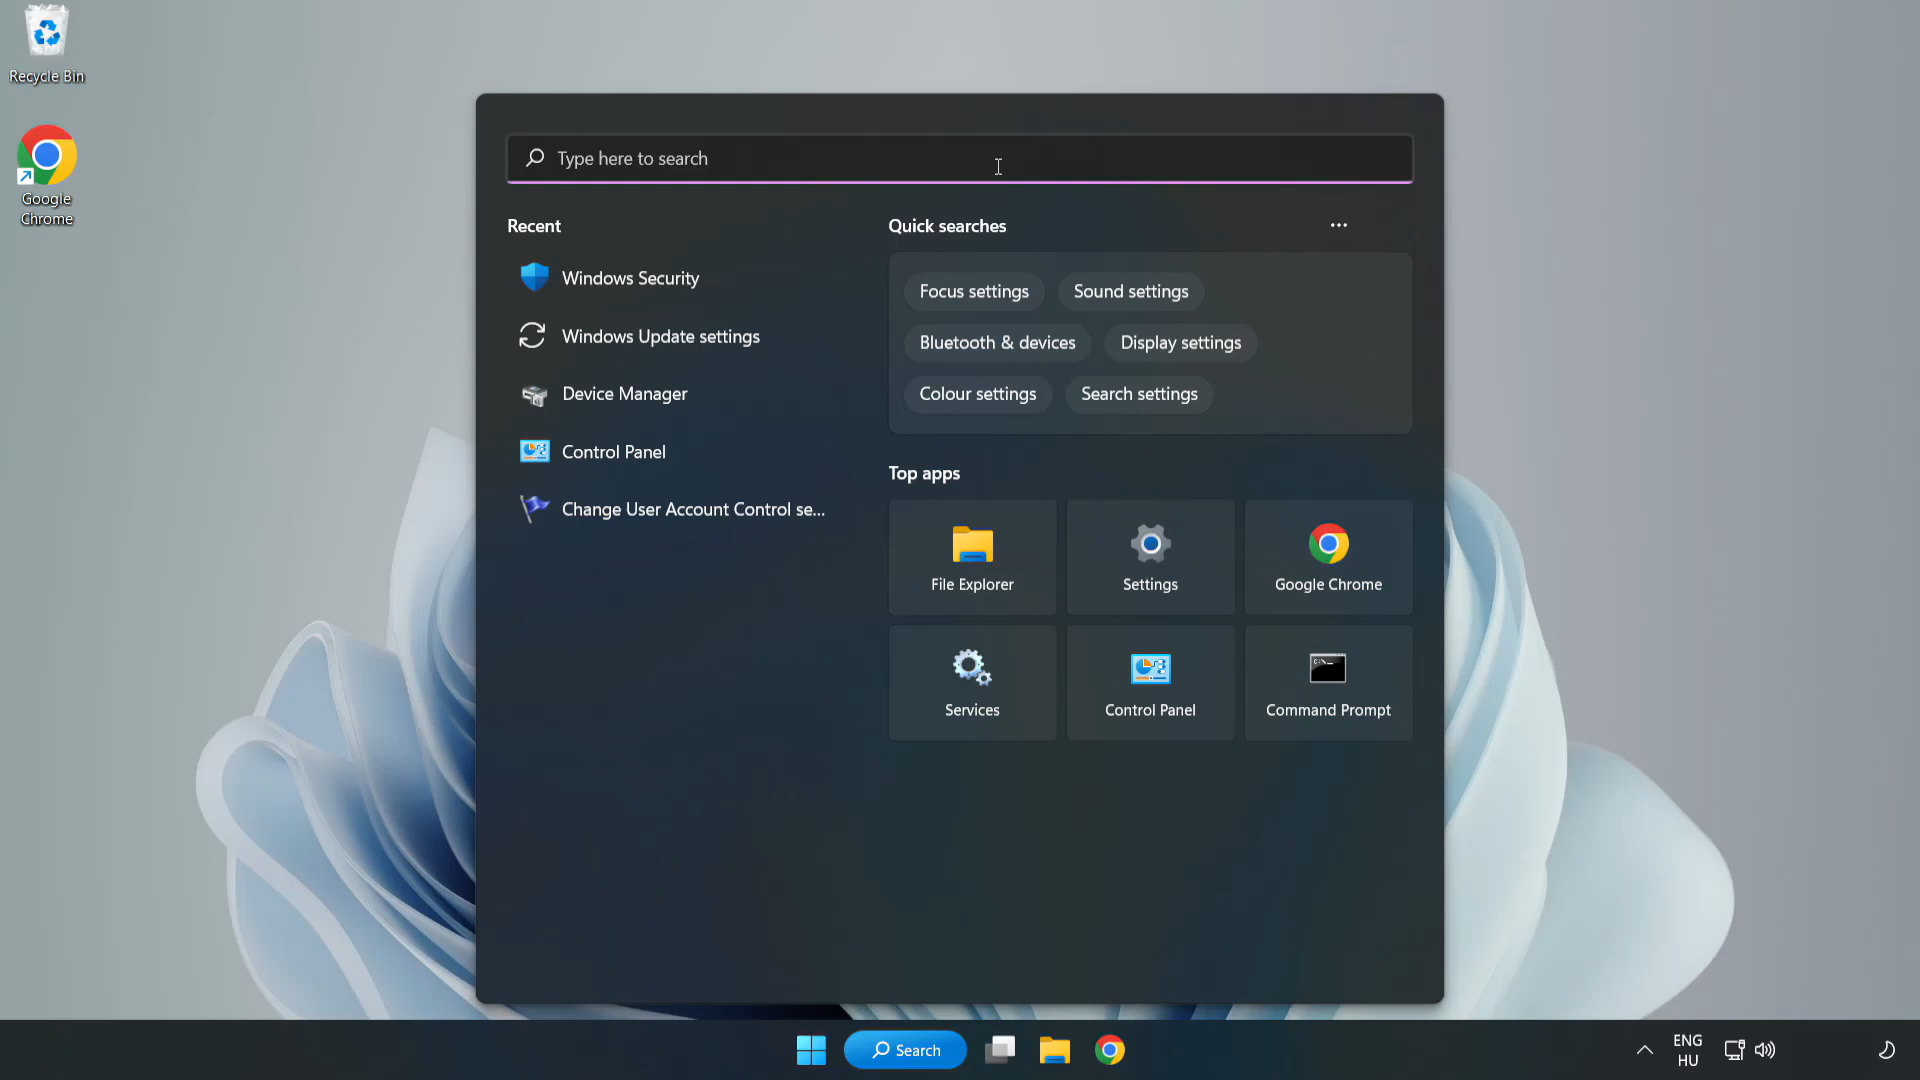 Recycle Bin
Google
Chrome
Type here to search
Recent
Windows Security
Windows Update settings
Device Manager
Control Panel
Change User Account Control se...
Quick searches
Focus settings
Sound settings
Bluetooth & devices
Display settings
Colour settings
Search settings
Top apps
File Explorer
Settings
Google Chrome
Services
Control Panel
Command Prompt
Search
ENG
HU